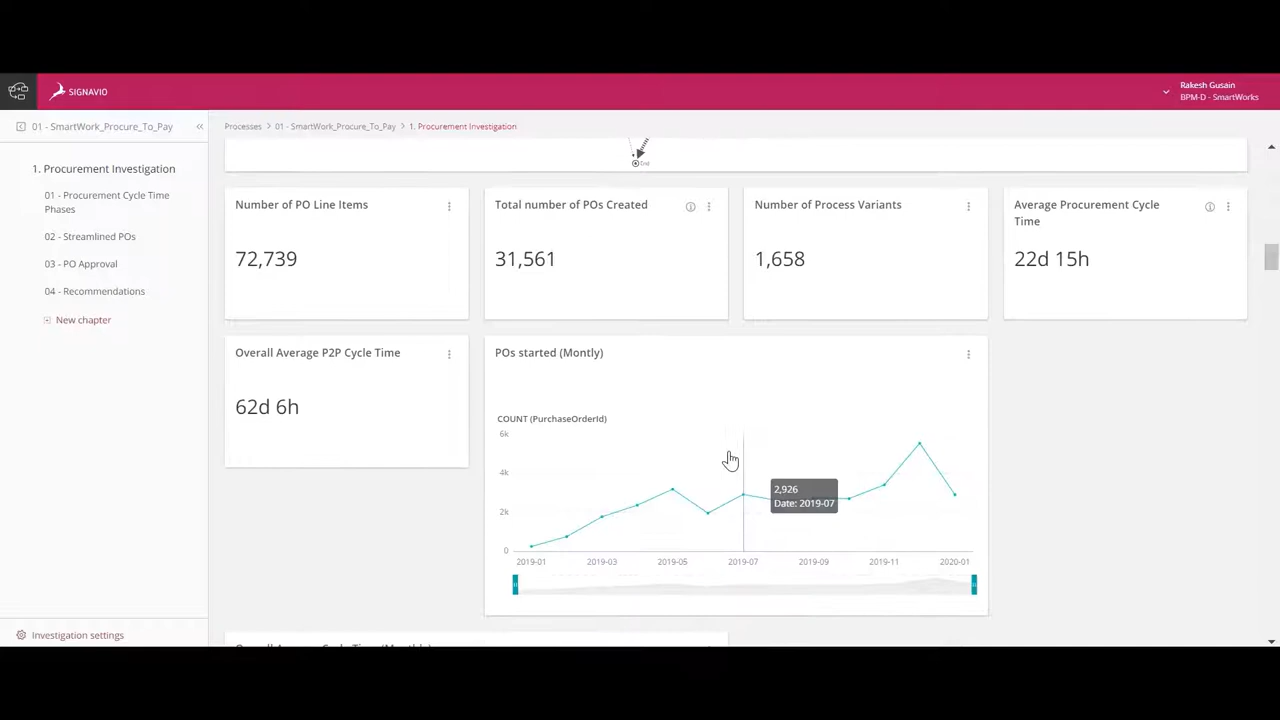 SIGNAVIO
Rakesh Gusain
BPM-D - SmartWorks
01 - SmartWork_Procure_To_Pay
«
Processes > 01 - SmartWork_Procure_To_Pay > 1. Procurement Investigation
1. Procurement Investigation
01 - Procurement Cycle Time
Phases
02 - Streamlined POs
03 - PO Approval
04 - Recommendations
New chapter
Investigation settings
End
Number of PO Line Items
72,739
Total number of POs Created
31,561
Number of Process Variants
1,658
Average Procurement Cycle
Time
22d 15h
Overall Average P2P Cycle Time
62d 6h
POs started (Montly)
COUNT (PurchaseOrderId)
6k
4k
2k
0
2,926
Date: 2019-07
2019-01 2019-03 2019-05 2019-07 2019-09 2019-11 2020-01